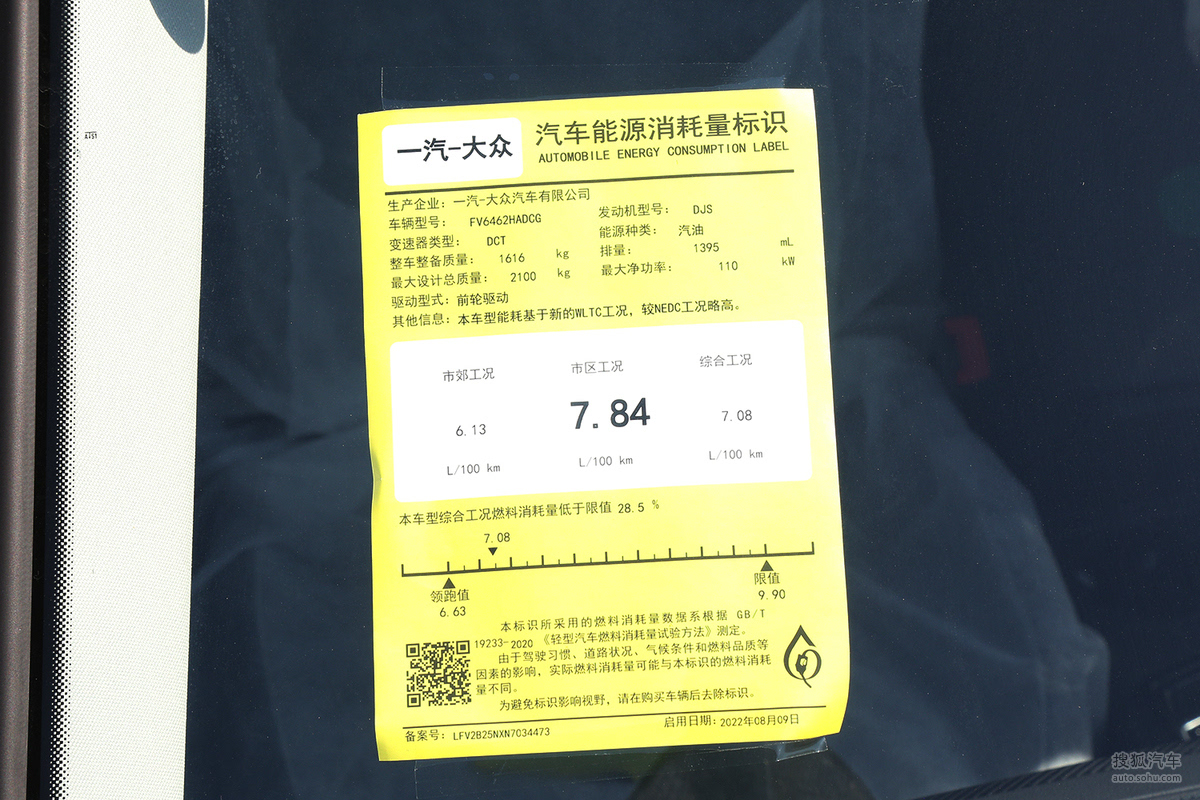 一汽-大众
汽车能源消耗量标识
AUTOMOBILE ENERGY CONSUMPTION LABEL
生产企业: 一汽-大众汽车有限公司
车辆型号: FV6462HADCG
发动机型号: DJS
变速器类型: DCT
能源种类: 汽油
整车整备质量: 1616 kg
排量: 1395 mL
最大设计总质量: 2100 kg
最大净功率: 110 kW
驱动型式: 前轮驱动
其他信息: 本车型能耗基于新的WLTC工况, 较NEDC工况略高。
市郊工况 市区工况 综合工况
6.13 7.84 7.08
L/100 km L/100 km L/100 km
本车型综合工况燃料消耗量低于限值 28.5 %
7.08
领跑值 限值
6.63 9.90
本标识所采用的燃料消耗量数据系根据 GB/T
19233-2020 《轻型汽车燃料消耗量试验方法》测定。
由于驾驶习惯、道路状况、气候条件和燃料品质等
因素的影响, 实际燃料消耗量可能与本标识的燃料消耗
量不同。
为避免标识影响视野, 请在购买车辆后去除标识。
备案号: LFV2B25NXN7034473
启用日期: 2022年08月09日
搜狐汽车
auto.sohu.com